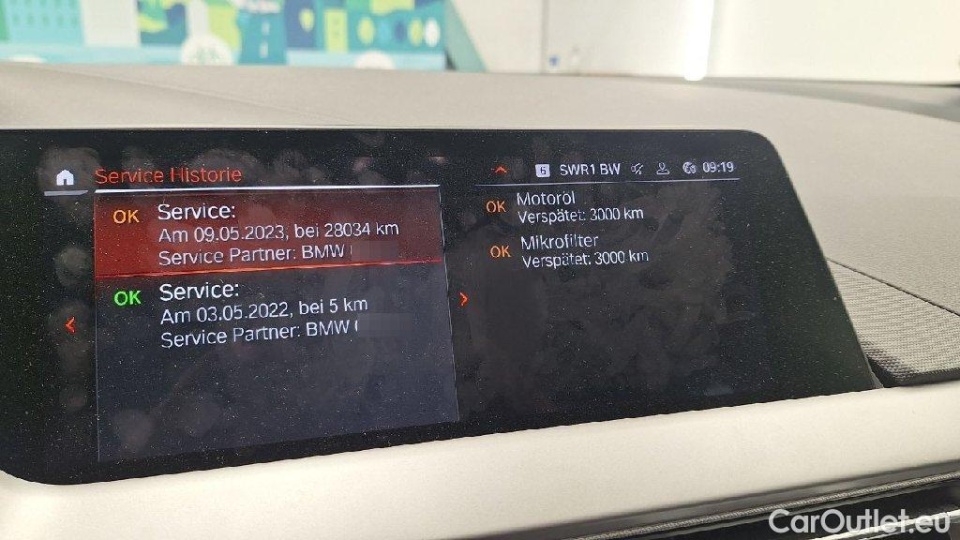 Service Historie
6 SWR1 BW 09:19
OK Service:
Am 09.05.2023, bei 28034 km
Service Partner: BMW
OK Service:
Am 03.05.2022, bei 5 km
Service Partner: BMW
OK Motoröl
Verspätet: 3000 km
OK Mikrofilter
Verspätet: 3000 km
CarOutlet.eu